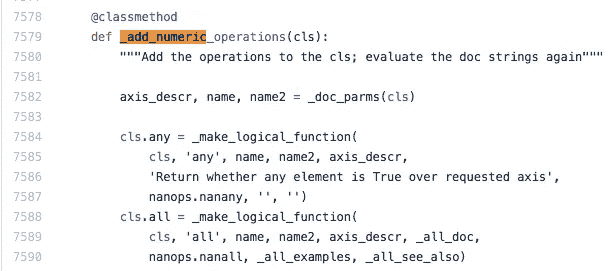 7578 @classmethod
7579 def _add_numeric_operations(cls):
7580 """Add the operations to the cls; evaluate the doc strings again"""
7581
7582 axis_descr, name, name2 = _doc_parms(cls)
7583
7584 cls.any = _make_logical_function(
7585 cls, 'any', name, name2, axis_descr,
7586 'Return whether any element is True over requested axis',
7587 nanops.nanany, '', '')
7588 cls.all = _make_logical_function(
7589 cls, 'all', name, name2, axis_descr, _all_doc,
7590 nanops.nanall, _all_examples, _all_see_also)